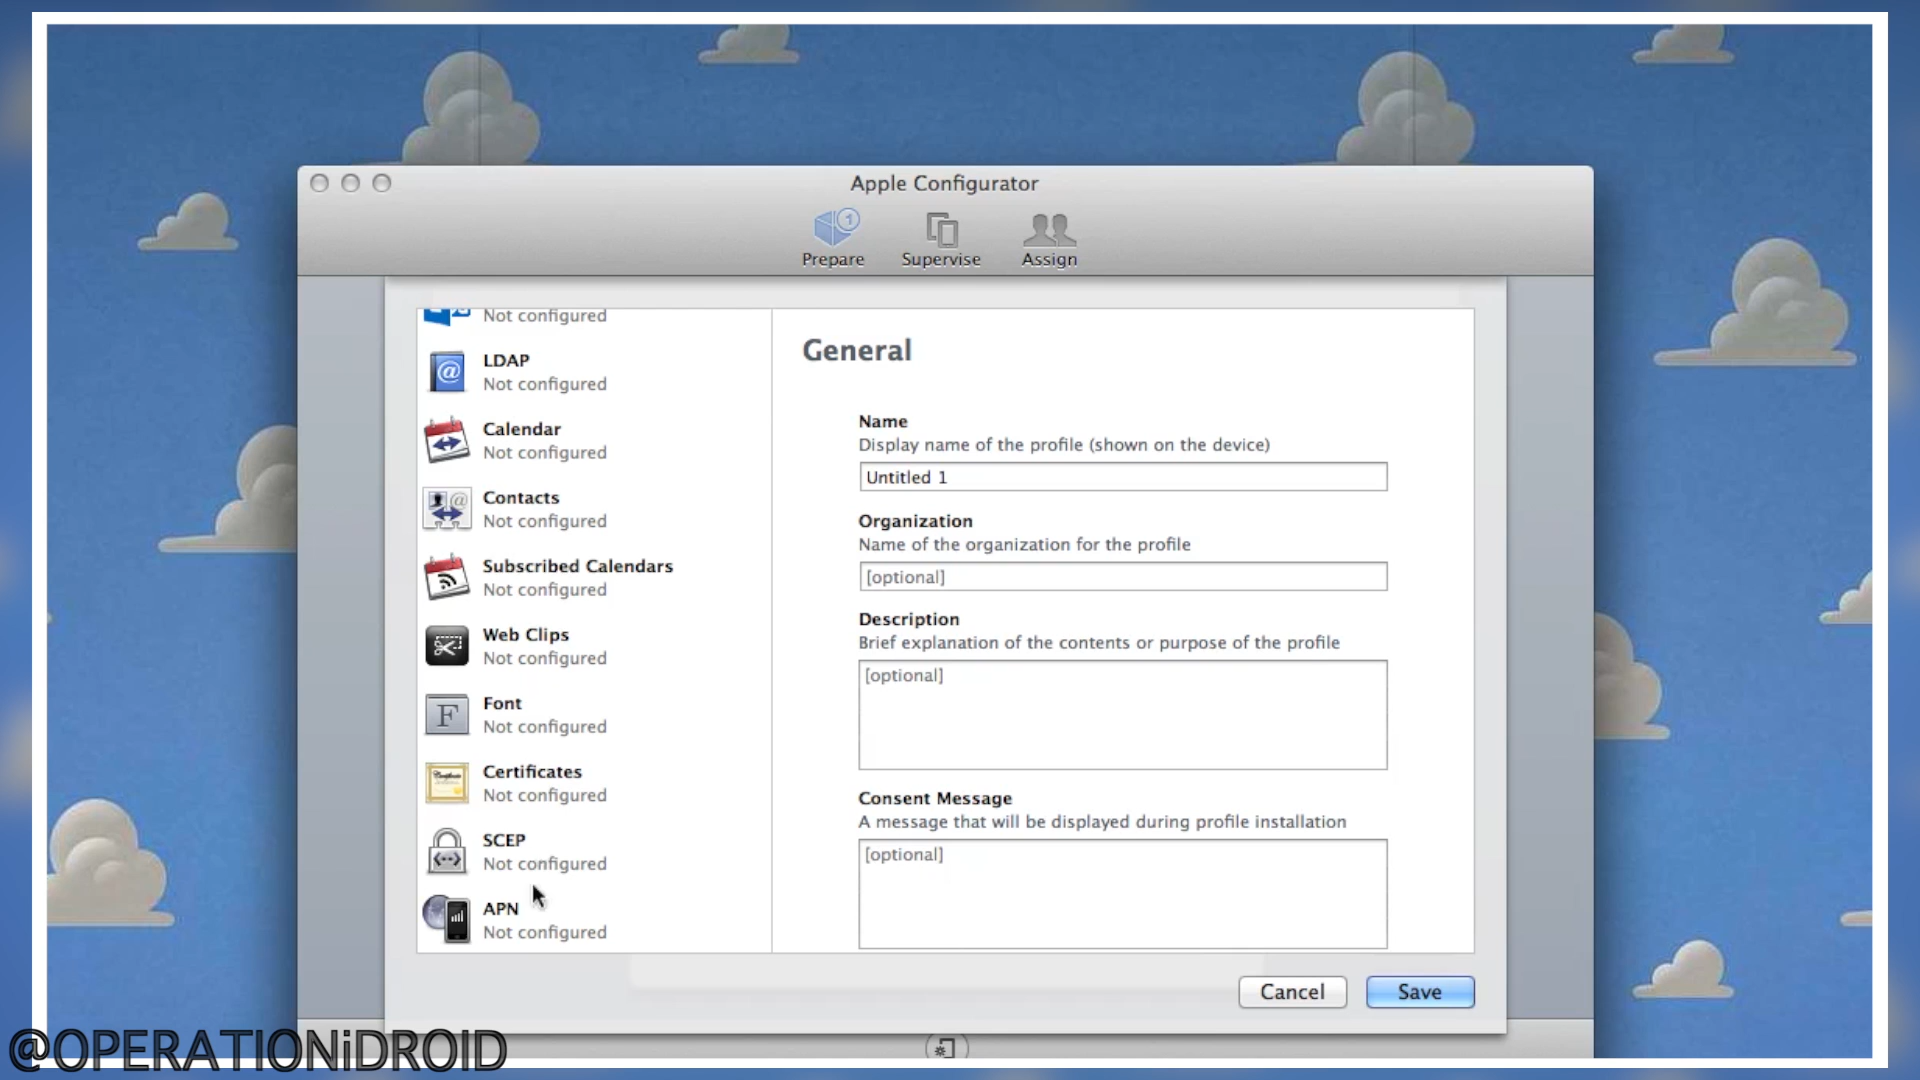 Apple Configurator
1
Prepare
Supervise
Assign
Not configured
LDAP
Not configured
Calendar
Not configured
Contacts
Not configured
Subscribed Calendars
Not configured
Web Clips
Not configured
F
Font
Not configured
Certificates
Not configured
SCEP
Not configured
APN
Not configured
General
Name
Display name of the profile (shown on the device)
Untitled 1
Organization
Name of the organization for the profile
[optional]
Description
Brief explanation of the contents or purpose of the profile
[optional]
Consent Message
A message that will be displayed during profile installation
[optional]
Cancel
Save
@OPERATIONiDROID